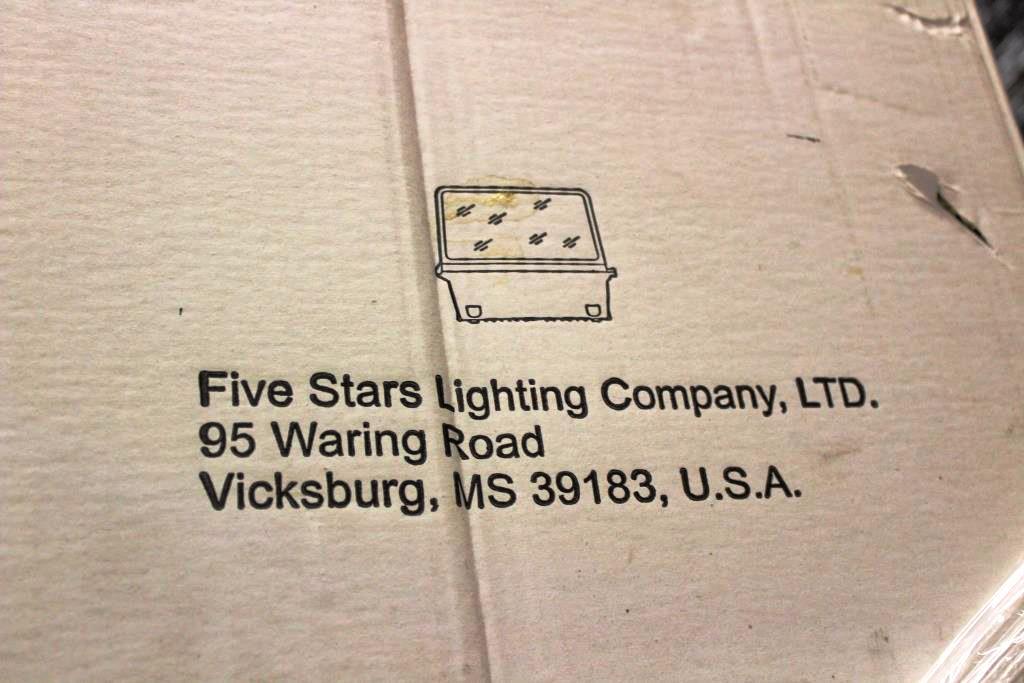 Five Stars Lighting Company, LTD.
95 Waring Road
Vicksburg, MS 39183, U.S.A.